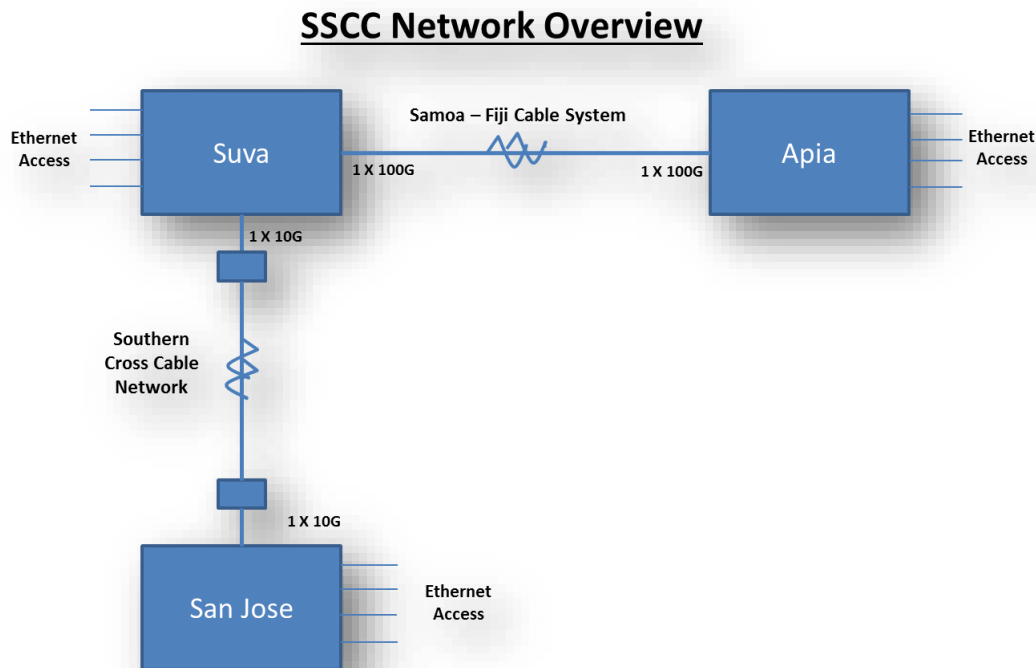 SSCC Network Overview
Samoa – Fiji Cable System
Ethernet
Access
Suva
1 X 100G
1 X 100G
Apia
Ethernet
Access
1 X 10G
Southern
Cross Cable
Network
1 X 10G
San Jose
Ethernet
Access